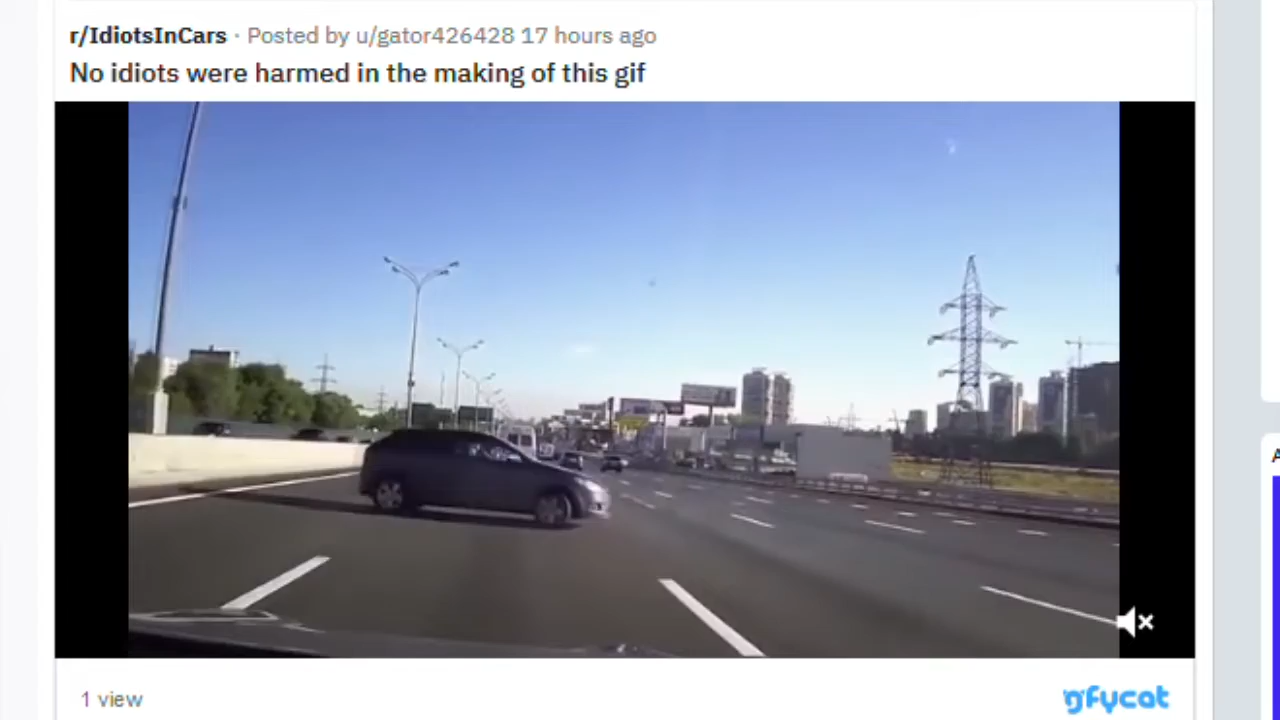 r/IdiotsInCars · Posted by u/gator426428 17 hours ago
No idiots were harmed in the making of this gif
1 view
gfycat
A